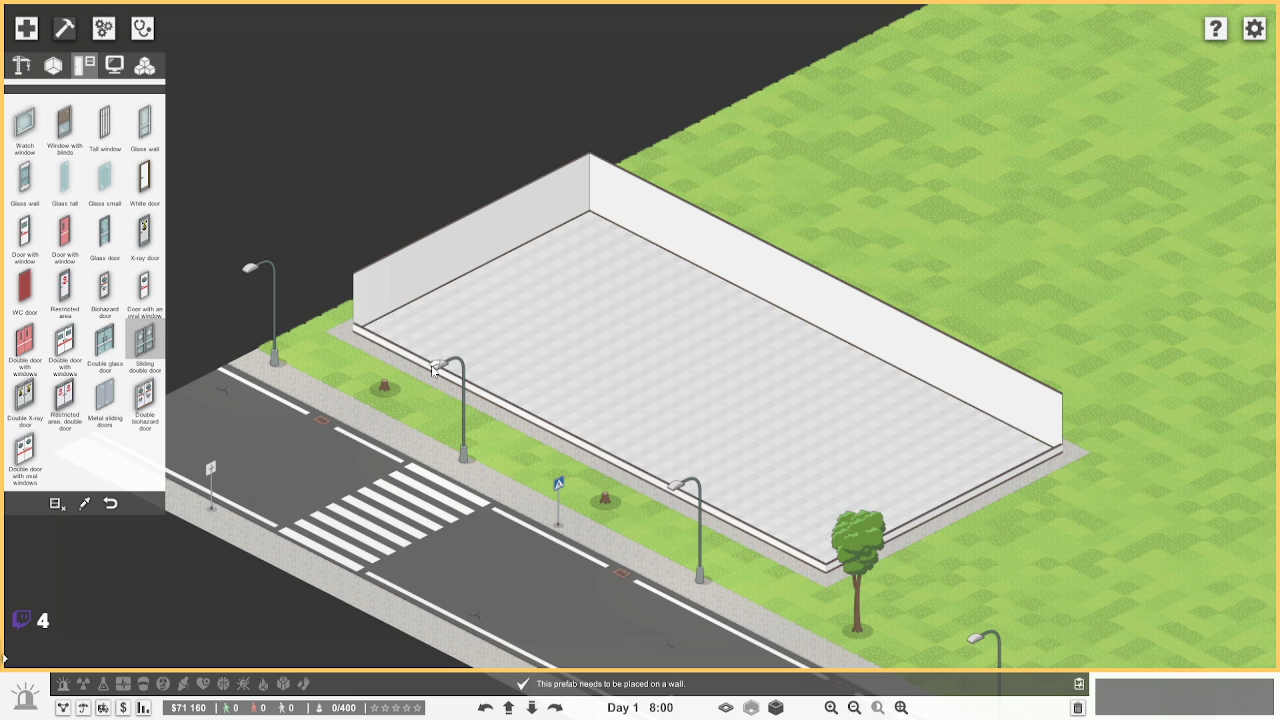 ?
Watch window
Window with blinds
Tall window
Glass wall
Glass wall
Glass tall
Glass small
White door
Door with window
Door with window
Glass door
X-ray door
WC door
Restricted area
Biohazard door
Door with an oval window
Double door with windows
Double door with windows
Double glass door
Sliding double door
Double X-ray door
Restricted area, double door
Metal sliding doors
Double biohazard door
Double door with oval windows
4
This prefab needs to be placed on a wall.
$71 160 | 0 0 0 | 0/400 |
Day 1 8:00